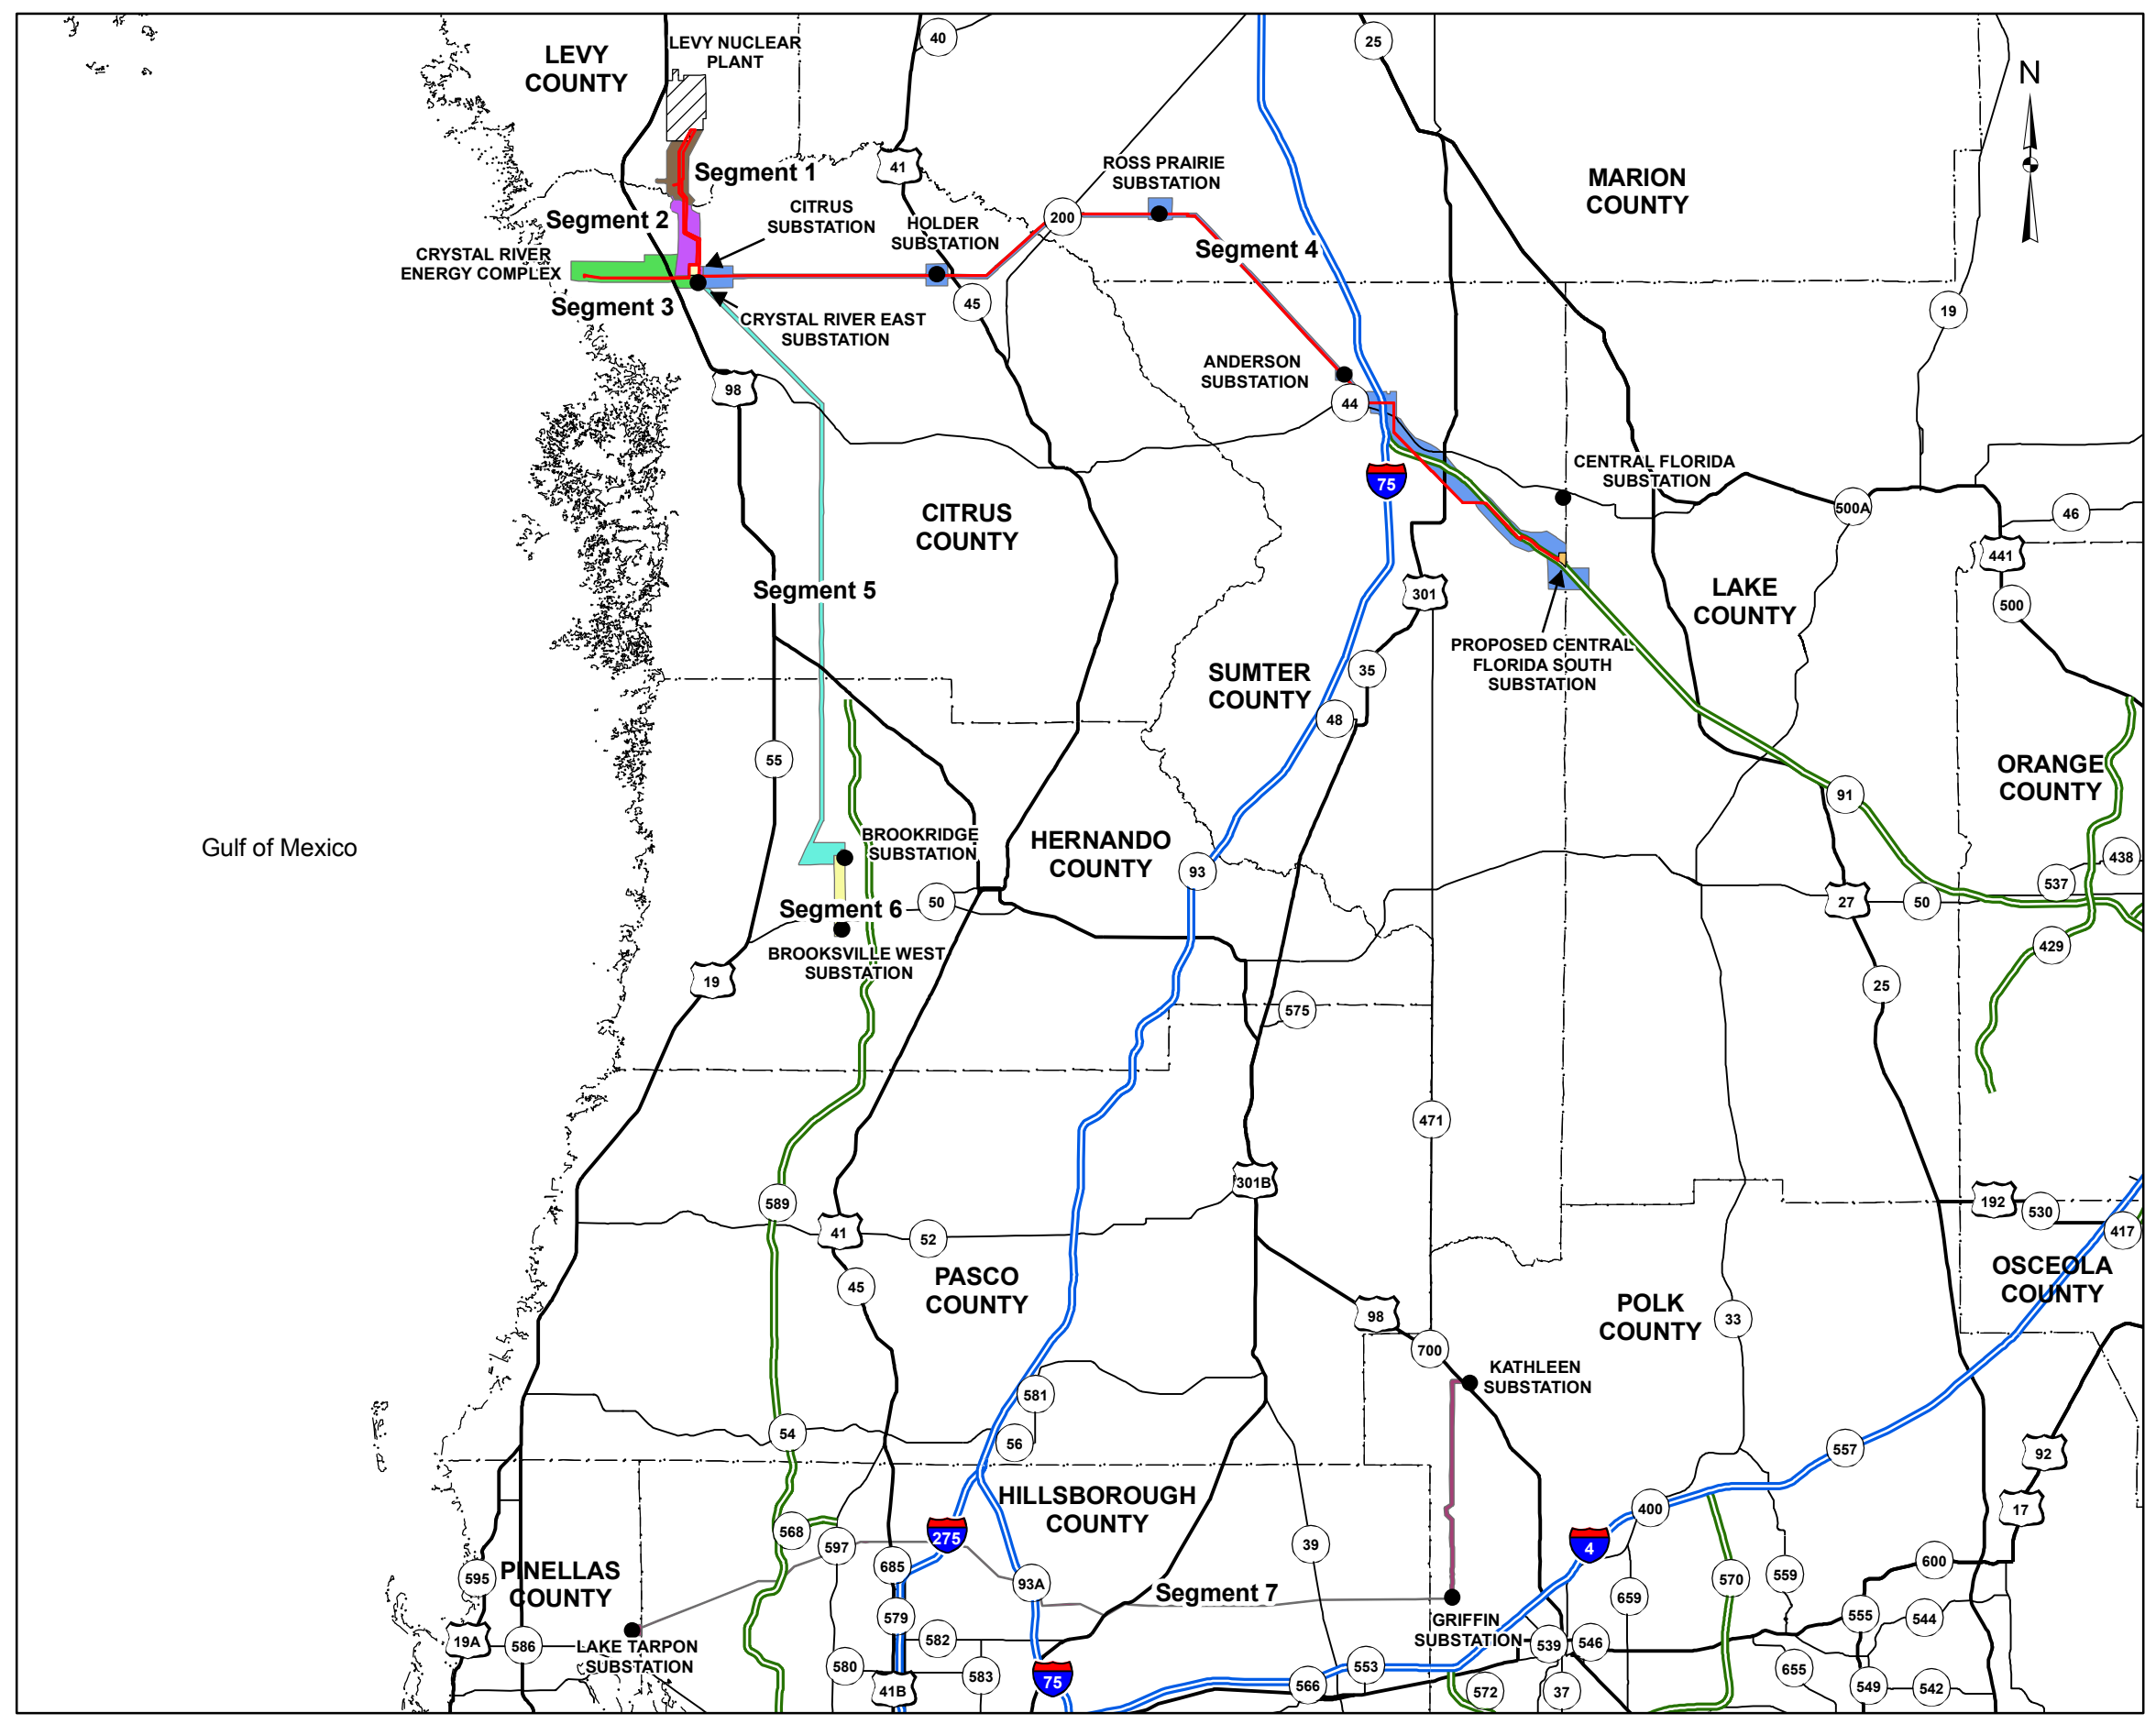 LEVY
COUNTY
LEVY NUCLEAR
PLANT
40
25
N
41
Segment 1
ROSS PRAIRIE
SUBSTATION
MARION
COUNTY
Segment 2
CITRUS
SUBSTATION
HOLDER
SUBSTATION
200
Segment 4
CRYSTAL RIVER
ENERGY COMPLEX
Segment 3
45
CRYSTAL RIVER EAST
SUBSTATION
19
98
ANDERSON
SUBSTATION
44
75
CENTRAL FLORIDA
SUBSTATION
500A
46
CITRUS
COUNTY
441
Segment 5
301
LAKE
COUNTY
500
PROPOSED CENTRAL
FLORIDA SOUTH
SUBSTATION
SUMTER
COUNTY
35
48
55
ORANGE
COUNTY
91
Gulf of Mexico
BROOKRIDGE
SUBSTATION
HERNANDO
COUNTY
93
438
537
Segment 6
50
27
50
BROOKSVILLE WEST
SUBSTATION
429
19
25
575
471
301B
589
192
530
41
52
417
PASCO
COUNTY
45
OSCEOLA
COUNTY
POLK
COUNTY
98
33
700
KATHLEEN
SUBSTATION
581
54
56
557
92
HILLSBOROUGH
COUNTY
400
17
568
275
597
39
4
PINELLAS
COUNTY
595
685
93A
Segment 7
570
559
600
659
579
GRIFFIN
SUBSTATION
555
544
19A
586
LAKE TARPON
SUBSTATION
582
539
546
580
583
553
655
41B
75
566
572
37
549
542